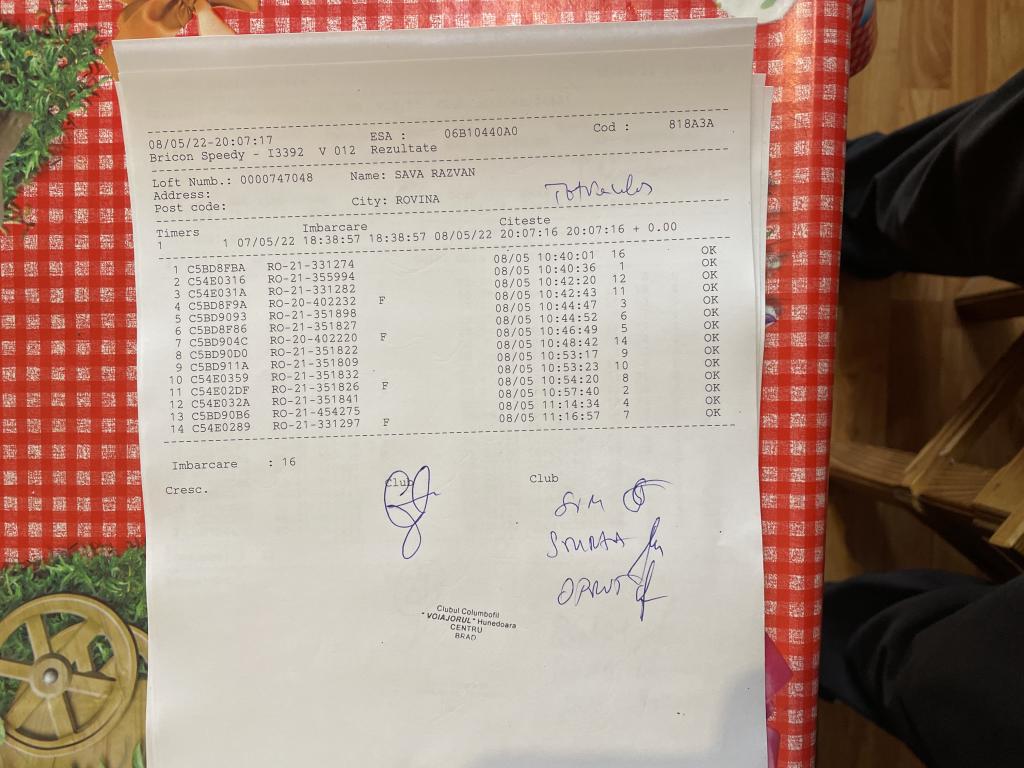 08/05/22-20:07:17 ESA : 06B10440A0 Cod : 818A3A
Bricon Speedy - I3392 V 012 Rezultate
Loft Numb.: 0000747048 Name: SAVA RAZVAN
Address:
Post code: City: ROVINA
Timers Imbarcare Citeste
1 1 07/05/22 18:38:57 18:38:57 08/05/22 20:07:16 20:07:16 + 0.00
1 C5BD8FBA RO-21-331274 08/05 10:40:01 16 OK
2 C54E0316 RO-21-355994 08/05 10:40:36 1 OK
3 C54E031A RO-21-331282 08/05 10:42:20 12 OK
4 C5BD8F9A RO-20-402232 F 08/05 10:42:43 11 OK
5 C5BD9093 RO-21-351898 08/05 10:44:47 3 OK
6 C5BD8F86 RO-21-351827 08/05 10:44:52 6 OK
7 C5BD904C RO-20-402220 F 08/05 10:46:49 5 OK
8 C5BD90D0 RO-21-351822 08/05 10:48:42 14 OK
9 C5BD911A RO-21-351809 08/05 10:53:17 9 OK
10 C54E0359 RO-21-351832 08/05 10:53:23 10 OK
11 C54E02DF RO-21-351826 F 08/05 10:54:20 8 OK
12 C54E032A RO-21-351841 08/05 10:57:40 2 OK
13 C5BD90B6 RO-21-454275 08/05 11:14:34 4 OK
14 C54E0289 RO-21-331297 F 08/05 11:16:57 7 OK
Imbarcare : 16
Cresc. Club Club
Clubul Columbofil
"VOIAJORUL" Hunedoara
CENTRU
BRAD